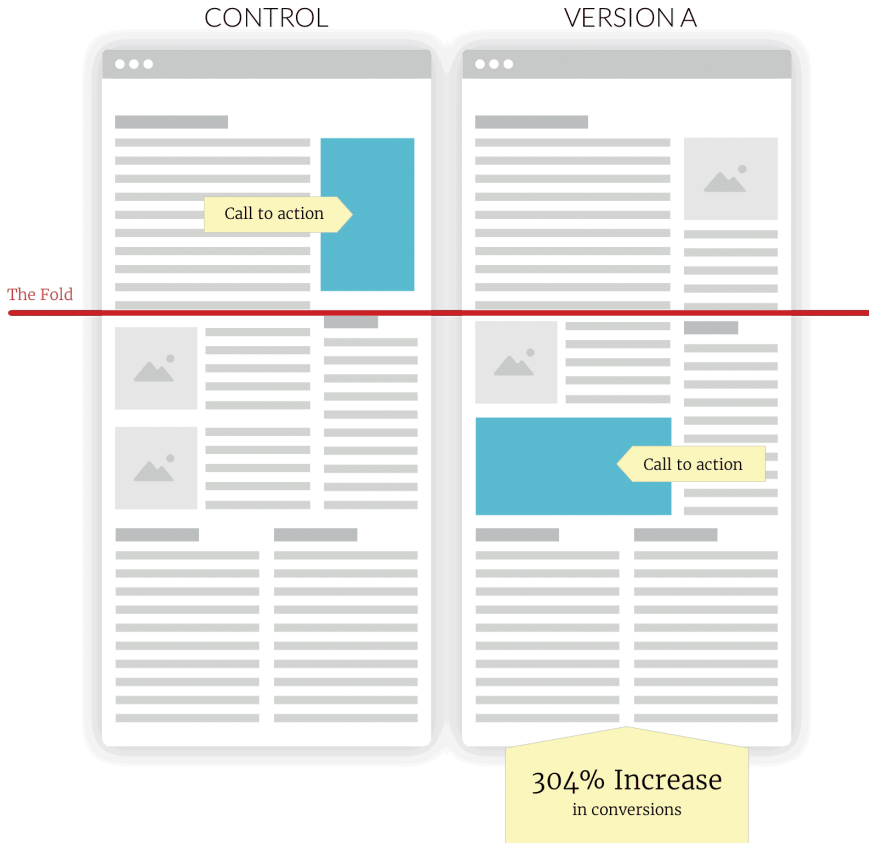 CONTROL
VERSION A
Call to action
The Fold
Call to action
304% Increase
in conversions